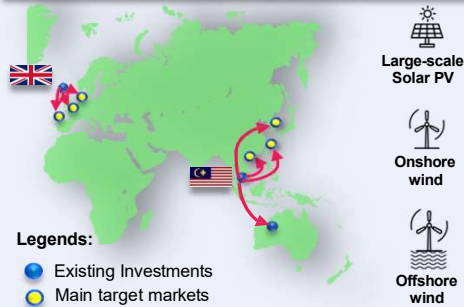 Large-scale
Solar PV
Onshore
wind
Offshore
wind
Legends:
Existing Investments
Main target markets